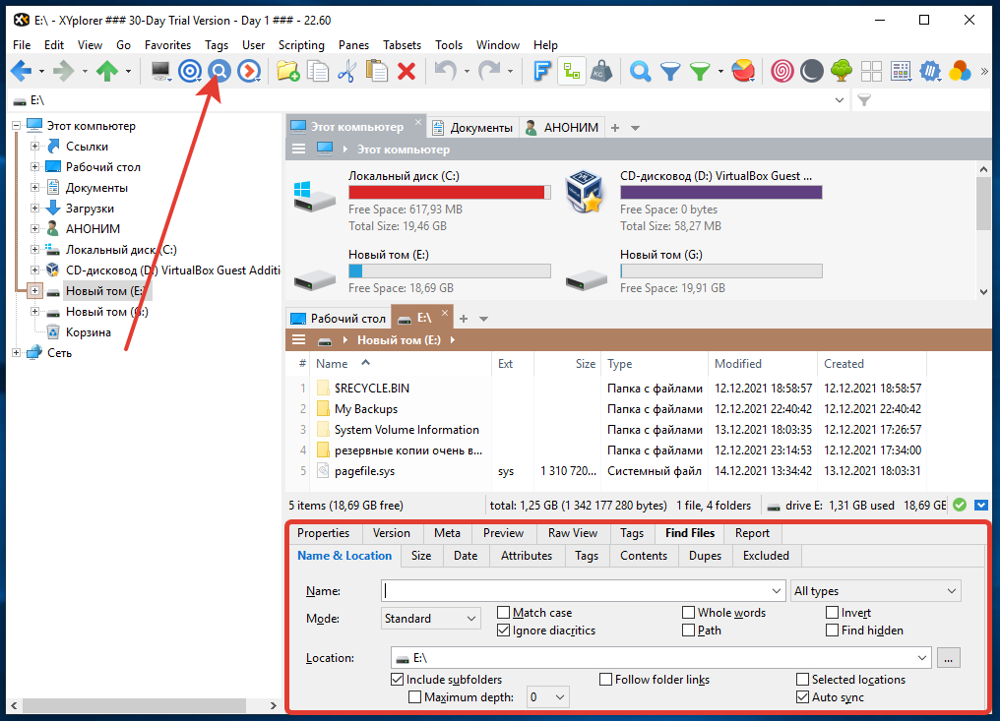 E:\ - XYplorer ### 30-Day Trial Version - Day 1 ### - 22.60
File Edit View Go Favorites Tags User Scripting Panes Tabsets Tools Window Help
KG
E:\
Этот компьютер
Ссылки
Рабочий стол
Документы
Загрузки
АНОНИМ
Локальный диск (C:)
CD-дисковод (D:) VirtualBox Guest Additi
Новый том (E:
Новый том (G:)
Корзина
Сеть
Этот компьютер Документы АНОНИМ
Этот компьютер
Локальный диск (C:) CD-дисковод (D:) VirtualBox Guest ...
Free Space: 617,93 MB Free Space: 0 bytes
Total Size: 19,46 GB Total Size: 58,27 MB
Новый том (E:) Новый том (G:)
Free Space: 18,69 GB Free Space: 19,91 GB
Рабочий стол E:\
Новый том (E:)
# Name Ext Size Type Modified Created
1 $RECYCLE.BIN Папка с файлами 12.12.2021 18:58:57 12.12.2021 18:58:57
2 My Backups Папка с файлами 12.12.2021 22:40:42 12.12.2021 22:40:42
3 System Volume Information Папка с файлами 13.12.2021 18:03:35 12.12.2021 17:26:57
4 резервные копии очень в... Папка с файлами 12.12.2021 23:14:53 12.12.2021 17:34:00
5 pagefile.sys sys 1 310 720... Системный файл 14.12.2021 13:34:42 13.12.2021 18:03:31
5 items (18,69 GB free) total: 1,25 GB (1 342 177 280 bytes) 1 file, 4 folders drive E: 1,31 GB used 18,69 GE
Properties Version Meta Preview Raw View Tags Find Files Report
Name & Location Size Date Attributes Tags Contents Dupes Excluded
Name: All types
Mode: Standard Match case Whole words Invert
Ignore diacritics Path Find hidden
Location: E:\ ...
Include subfolders Follow folder links Selected locations
Maximum depth: 0 Auto sync